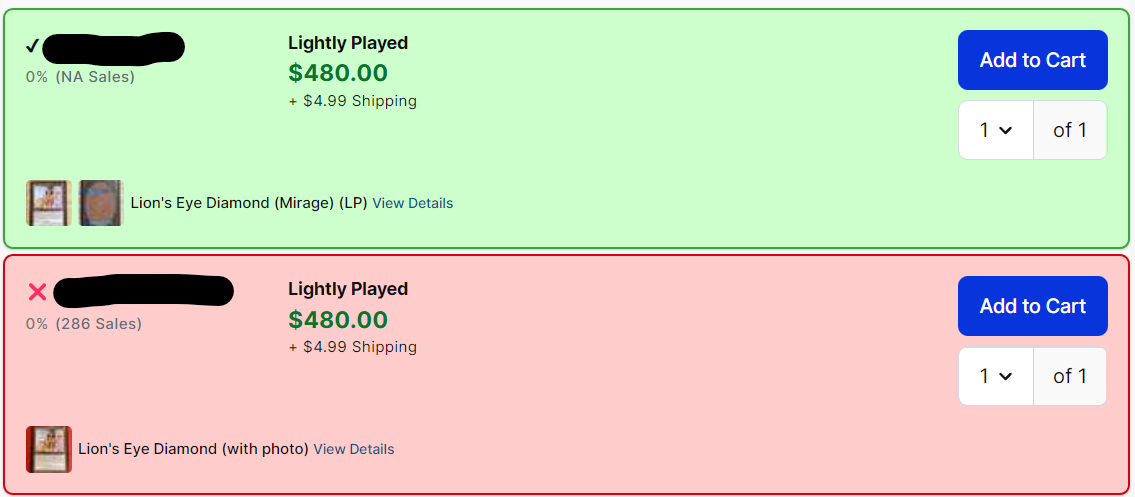 Lightly Played
0% (NA Sales)
$480.00
+ $4.99 Shipping
Add to Cart
1 of 1
Lion's Eye Diamond (Mirage) (LP) View Details
Lightly Played
0% (286 Sales)
$480.00
+ $4.99 Shipping
Add to Cart
1 of 1
Lion's Eye Diamond (with photo) View Details